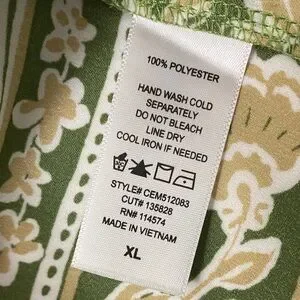 100% POLYESTER
HAND WASH COLD
SEPARATELY
DO NOT BLEACH
LINE DRY
COOL IRON IF NEEDED
STYLE# CEM512083
CUT# 135828
RN# 114574
MADE IN VIETNAM
XL